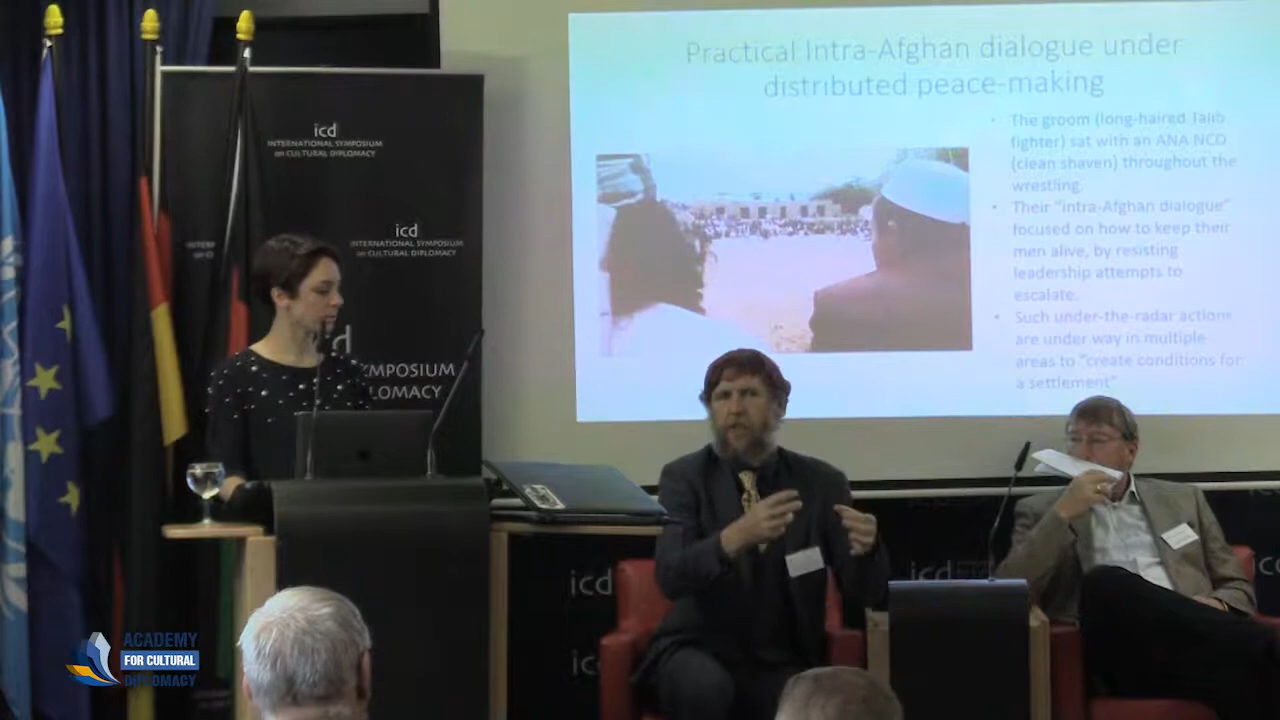 icd
INTERNATIONAL SYMPOSIUM
on CULTURAL DIPLOMACY
icd
INTERNATIONAL SYMPOSIUM
on CULTURAL DIPLOMACY
YMPOSIUM
LOMACY
Practical Intra-Afghan dialogue under
distributed peace-making
• The groom (long-haired Talib
fighter) sat with an ANA NCD
(clean shaven) throughout the
wrestling.
• Their "intra-Afghan dialogue"
focused on how to keep their
men alive, by resisting
leadership attempts to
escalate.
• Such under-the-radar actions
are under way in multiple
areas to "create conditions for
a settlement"
icd
icd
icd
ACADEMY
FOR CULTURAL
DIPLOMACY